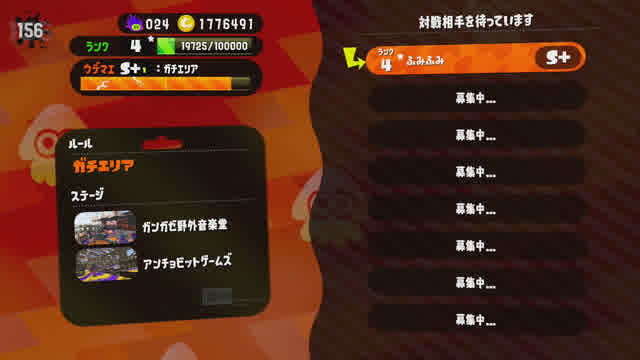 156
024
1776491
ランク 4★ 19725/100000
ウデマエ S+1 : ガチエリア
ルール
ガチエリア
ステージ
ガンガゼ野外音楽堂
アンチョビットゲームズ
対戦相手を待っています
ランク 4★ ふみふみ S+
募集中...
募集中...
募集中...
募集中...
募集中...
募集中...
募集中...